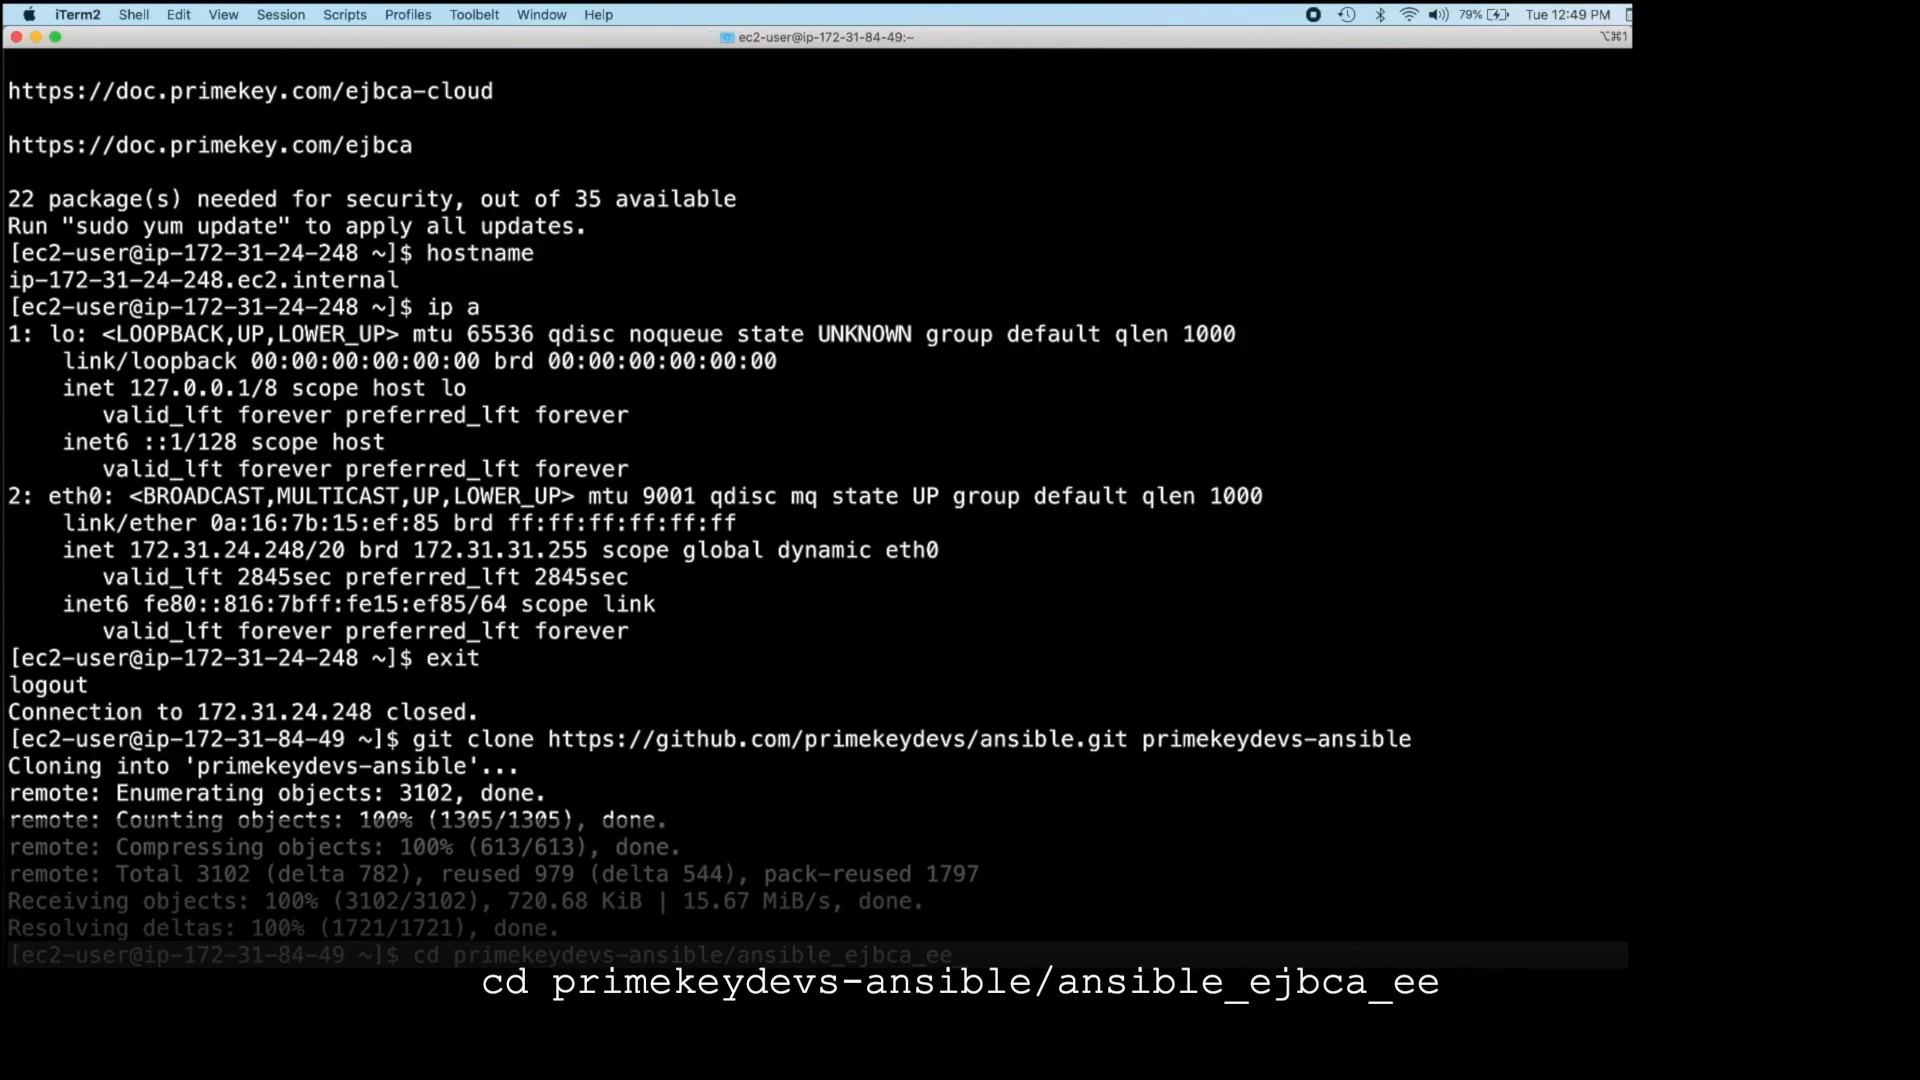 iTerm2 Shell Edit View Session Scripts Profiles Toolbelt Window Help 79% Tue 12:49 PM
ec2-user@ip-172-31-84-49:~ ⌥⌘1
https://doc.primekey.com/ejbca-cloud
https://doc.primekey.com/ejbca
22 package(s) needed for security, out of 35 available
Run "sudo yum update" to apply all updates.
[ec2-user@ip-172-31-24-248 ~]$ hostname
ip-172-31-24-248.ec2.internal
[ec2-user@ip-172-31-24-248 ~]$ ip a
1: lo: <LOOPBACK,UP,LOWER_UP> mtu 65536 qdisc noqueue state UNKNOWN group default qlen 1000
link/loopback 00:00:00:00:00:00 brd 00:00:00:00:00:00
inet 127.0.0.1/8 scope host lo
valid_lft forever preferred_lft forever
inet6 ::1/128 scope host
valid_lft forever preferred_lft forever
2: eth0: <BROADCAST,MULTICAST,UP,LOWER_UP> mtu 9001 qdisc mq state UP group default qlen 1000
link/ether 0a:16:7b:15:ef:85 brd ff:ff:ff:ff:ff:ff
inet 172.31.24.248/20 brd 172.31.31.255 scope global dynamic eth0
valid_lft 2845sec preferred_lft 2845sec
inet6 fe80::816:7bff:fe15:ef85/64 scope link
valid_lft forever preferred_lft forever
[ec2-user@ip-172-31-24-248 ~]$ exit
logout
Connection to 172.31.24.248 closed.
[ec2-user@ip-172-31-84-49 ~]$ git clone https://github.com/primekeydevs/ansible.git primekeydevs-ansible
Cloning into 'primekeydevs-ansible'...
remote: Enumerating objects: 3102, done.
remote: Counting objects: 100% (1305/1305), done.
remote: Compressing objects: 100% (613/613), done.
remote: Total 3102 (delta 782), reused 979 (delta 544), pack-reused 1797
Receiving objects: 100% (3102/3102), 720.68 KiB | 15.67 MiB/s, done.
Resolving deltas: 100% (1721/1721), done.
[ec2-user@ip-172-31-84-49 ~]$ cd primekeydevs-ansible/ansible_ejbca_ee
cd primekeydevs-ansible/ansible_ejbca_ee